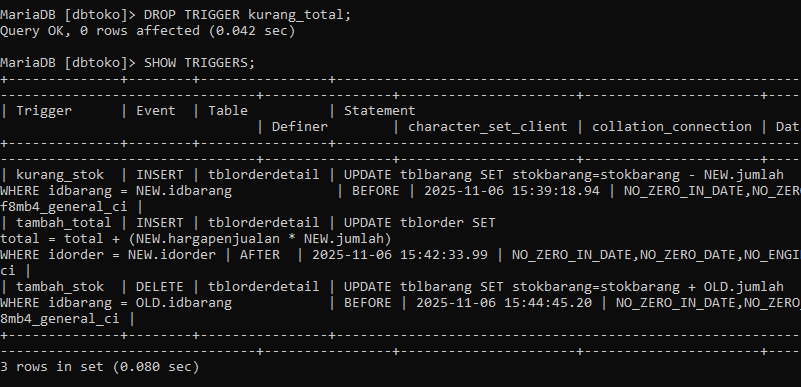 MariaDB [dbtoko]> DROP TRIGGER kurang_total;
Query OK, 0 rows affected (0.042 sec)

MariaDB [dbtoko]> SHOW TRIGGERS;
+--------------+--------+----------------+-----------------------------------------------------------
--------------------------------+---------------------------------------+----------------------+----
| Trigger      | Event  | Table          | Statement
                                | Definer        | character_set_client | collation_connection | Dat
+--------------+--------+----------------+-----------------------------------------------------------
--------------------------------+---------------------------------------+----------------------+----
| kurang_stok  | INSERT | tblorderdetail | UPDATE tblbarang SET stokbarang=stokbarang - NEW.jumlah
WHERE idbarang = NEW.idbarang             | BEFORE | 2025-11-06 15:39:18.94 | NO_ZERO_IN_DATE,NO_ZERO
f8mb4_general_ci |
| tambah_total | INSERT | tblorderdetail | UPDATE tblorder SET
total = total + (NEW.hargapenjualan * NEW.jumlah)
WHERE idorder = NEW.idorder | AFTER  | 2025-11-06 15:42:33.99 | NO_ZERO_IN_DATE,NO_ZERO_DATE,NO_ENGI
ci |
| tambah_stok  | DELETE | tblorderdetail | UPDATE tblbarang SET stokbarang=stokbarang + OLD.jumlah
WHERE idbarang = OLD.idbarang            | BEFORE | 2025-11-06 15:44:45.20 | NO_ZERO_IN_DATE,NO_ZERO_
8mb4_general_ci |
+--------------+--------+----------------+-----------------------------------------------------------
--------------------------------+---------------------------------------+----------------------+----
3 rows in set (0.080 sec)